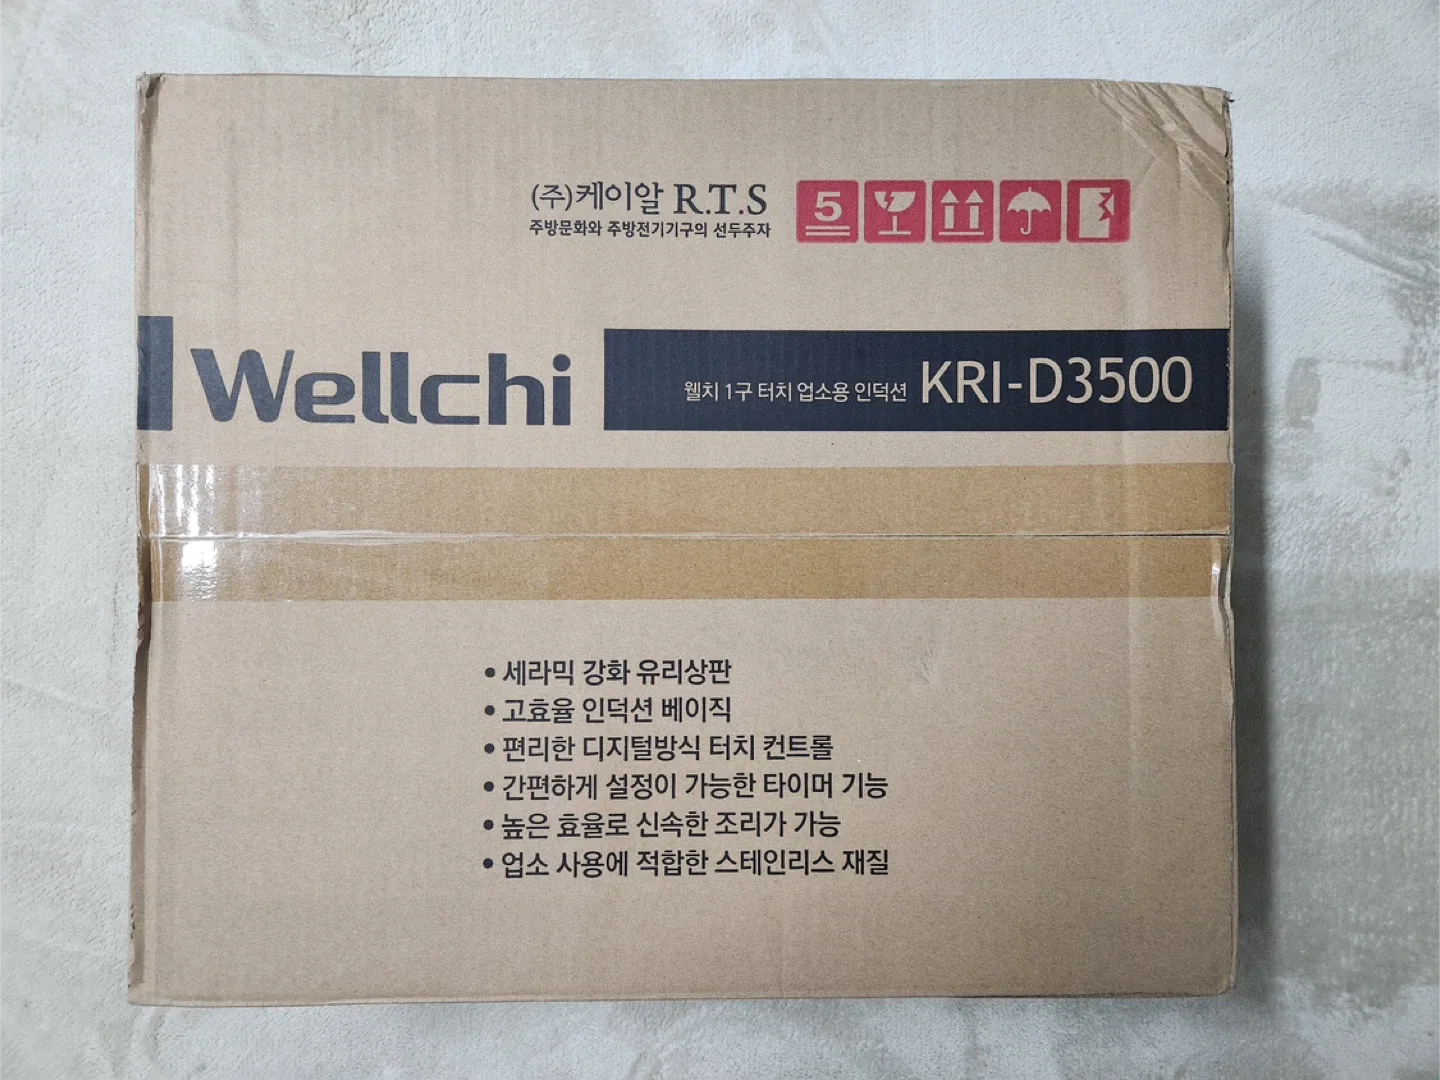 (주)케이알 R.T.S
주방문화와 주방전기기구의 선두주자
5
Wellchi
웰치 1구 터치 업소용 인덕션 KRI-D3500
• 세라믹 강화 유리상판
• 고효율 인덕션 베이직
• 편리한 디지털방식 터치 컨트롤
• 간편하게 설정이 가능한 타이머 기능
• 높은 효율로 신속한 조리가 가능
• 업소 사용에 적합한 스테인리스 재질